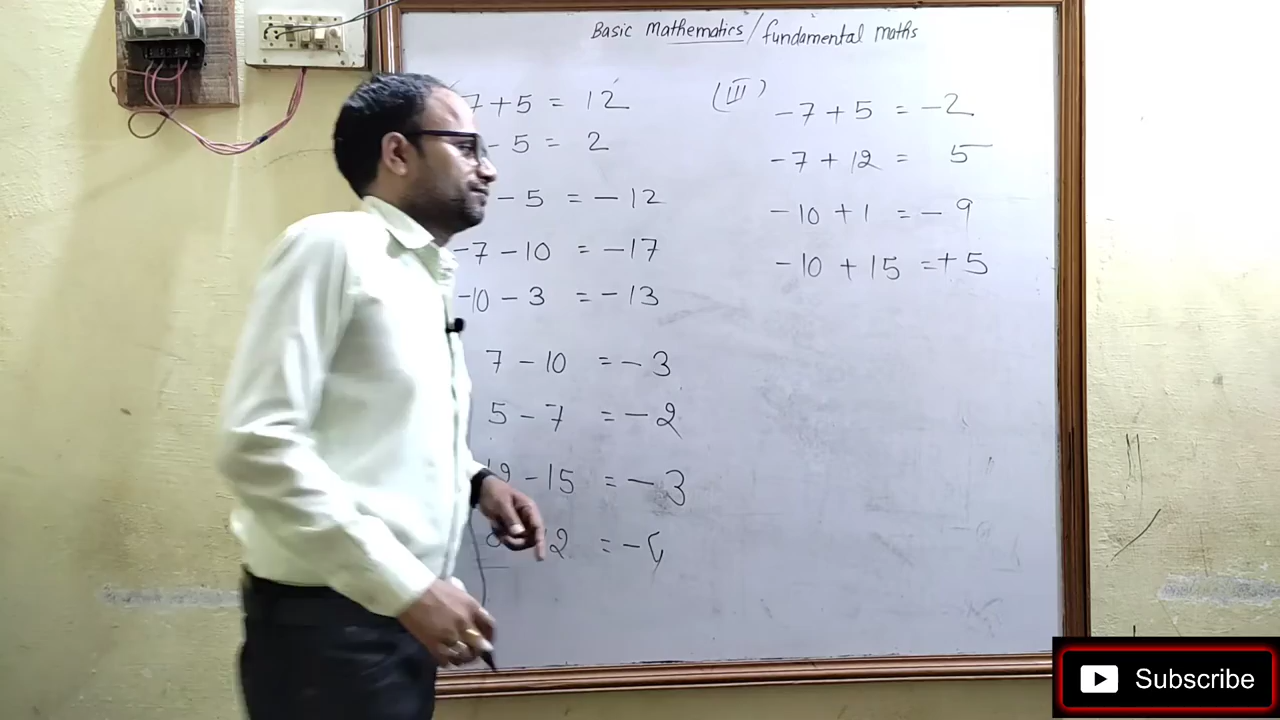 Basic Mathematics/fundamental maths
7+5 = 12
- 5 = 2
- 5 = -12
-7 - 10 = -17
-10 - 3 = -13
7 - 10 = -3
5 - 7 = -2
12 - 15 = -3
= -4
(III)
-7 + 5 = -2
-7 + 12 = 5
-10 + 1 = -9
-10 + 15 = +5
Subscribe